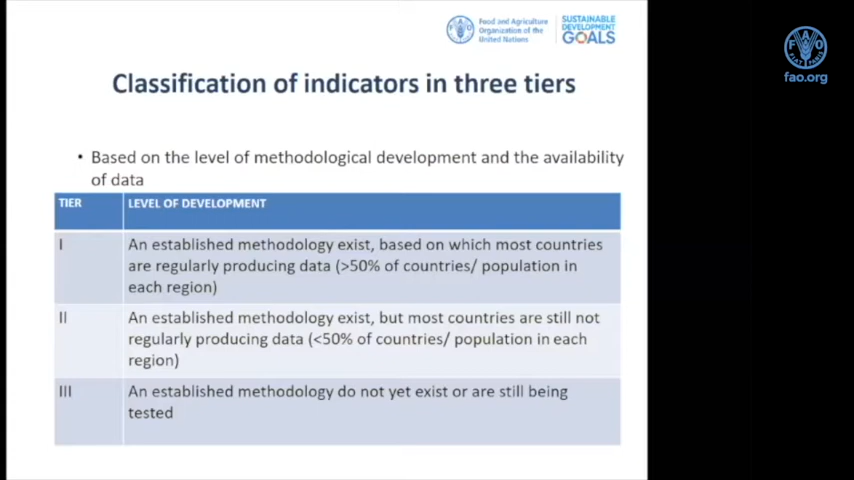 Food and Agriculture
Organization of the
United Nations
SUSTAINABLE
DEVELOPMENT
GOALS
F A O
FIAT PANIS
fao.org
Classification of indicators in three tiers
• Based on the level of methodological development and the availability
of data
TIER LEVEL OF DEVELOPMENT
I An established methodology exist, based on which most countries
are regularly producing data (>50% of countries/ population in
each region)
II An established methodology exist, but most countries are still not
regularly producing data (<50% of countries/ population in each
region)
III An established methodology do not yet exist or are still being
tested